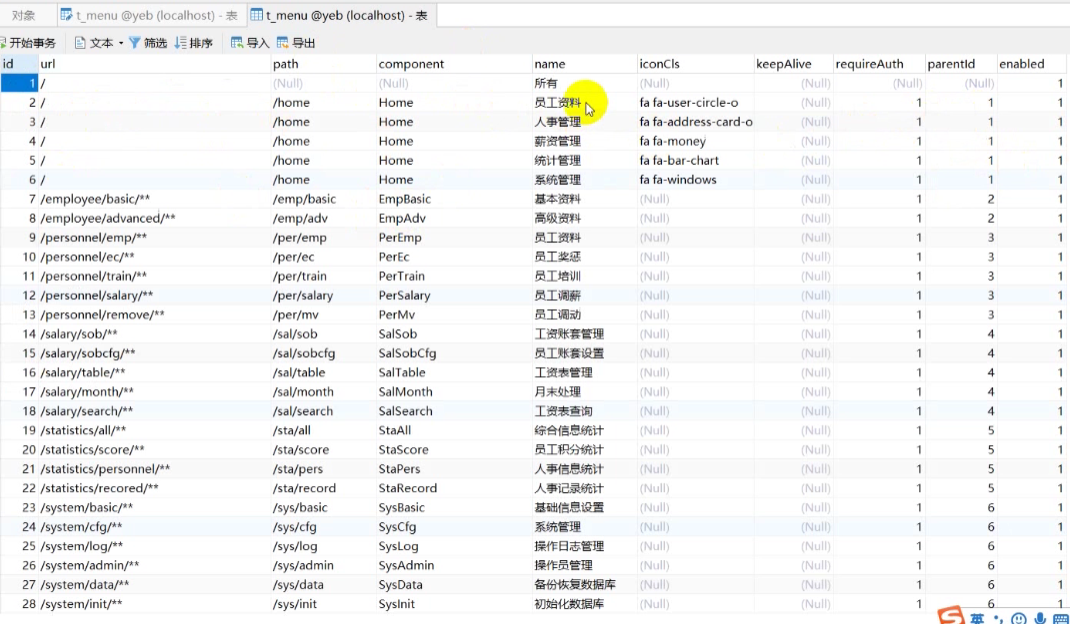 对象 t_menu @yeb (localhost) - 表 t_menu @yeb (localhost) - 表
开始事务 文本 筛选 排序 导入 导出
id url path component name iconCls keepAlive requireAuth parentId enabled
1 / (Null) (Null) 所有 (Null) (Null) (Null) 1
2 / /home Home 员工资料 fa fa-user-circle-o (Null) 1 1 1
3 / /home Home 人事管理 fa fa-address-card-o (Null) 1 1 1
4 / /home Home 薪资管理 fa fa-money (Null) 1 1 1
5 / /home Home 统计管理 fa fa-bar-chart (Null) 1 1 1
6 / /home Home 系统管理 fa fa-windows (Null) 1 1 1
7 /employee/basic/** /emp/basic EmpBasic 基本资料 (Null) (Null) 1 2 1
8 /employee/advanced/** /emp/adv EmpAdv 高级资料 (Null) (Null) 1 2 1
9 /personnel/emp/** /per/emp PerEmp 员工资料 (Null) (Null) 1 3 1
10 /personnel/ec/** /per/ec PerEc 员工奖惩 (Null) (Null) 1 3 1
11 /personnel/train/** /per/train PerTrain 员工培训 (Null) (Null) 1 3 1
12 /personnel/salary/** /per/salary PerSalary 员工调薪 (Null) (Null) 1 3 1
13 /personnel/remove/** /per/mv PerMv 员工调动 (Null) (Null) 1 3 1
14 /salary/sob/** /sal/sob SalSob 工资账套管理 (Null) (Null) 1 4 1
15 /salary/sobcfg/** /sal/sobcfg SalSobCfg 员工账套设置 (Null) (Null) 1 4 1
16 /salary/table/** /sal/table SalTable 工资表管理 (Null) (Null) 1 4 1
17 /salary/month/** /sal/month SalMonth 月末处理 (Null) (Null) 1 4 1
18 /salary/search/** /sal/search SalSearch 工资表查询 (Null) (Null) 1 4 1
19 /statistics/all/** /sta/all StaAll 综合信息统计 (Null) (Null) 1 5 1
20 /statistics/score/** /sta/score StaScore 员工积分统计 (Null) (Null) 1 5 1
21 /statistics/personnel/** /sta/pers StaPers 人事信息统计 (Null) (Null) 1 5 1
22 /statistics/recored/** /sta/record StaRecord 人事记录统计 (Null) (Null) 1 5 1
23 /system/basic/** /sys/basic SysBasic 基础信息设置 (Null) (Null) 1 6 1
24 /system/cfg/** /sys/cfg SysCfg 系统管理 (Null) (Null) 1 6 1
25 /system/log/** /sys/log SysLog 操作日志管理 (Null) (Null) 1 6 1
26 /system/admin/** /sys/admin SysAdmin 操作员管理 (Null) (Null) 1 6 1
27 /system/data/** /sys/data SysData 备份恢复数据库 (Null) (Null) 1 6 1
28 /system/init/** /sys/init SysInit 初始化数据库 (Null) (Null) 1 6 1
英